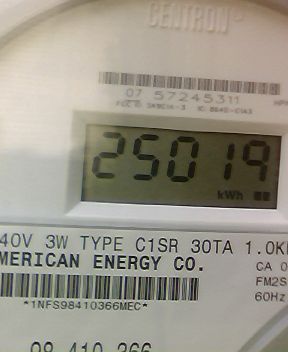 CENTRON
07 57245311
25019
kWh
40V 3W TYPE C1SR 30TA 1.0K
MERICAN ENERGY CO.
CA 0
FM2S
60Hz
*1NFS98410366MEC*
98 410 366